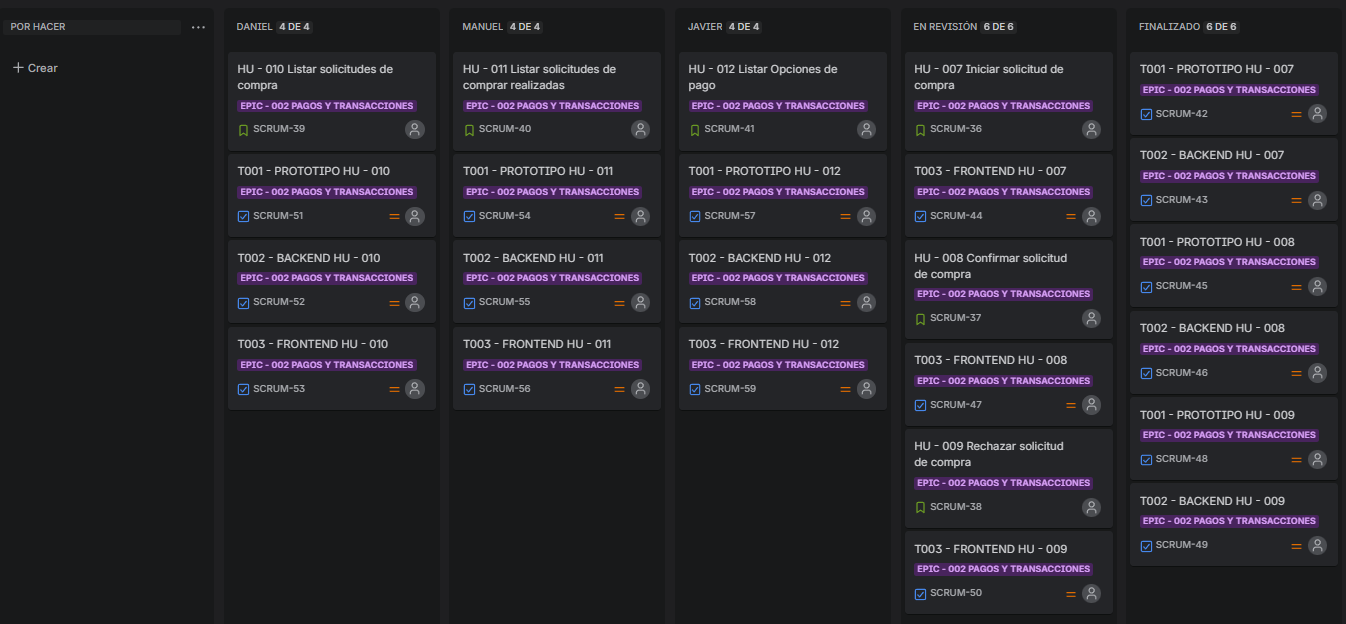 POR HACER
+ Crear
DANIEL 4 DE 4
HU - 010 Listar solicitudes de
compra
EPIC - 002 PAGOS Y TRANSACCIONES
SCRUM-39
T001 - PROTOTIPO HU - 010
EPIC - 002 PAGOS Y TRANSACCIONES
SCRUM-51
T002 - BACKEND HU - 010
EPIC - 002 PAGOS Y TRANSACCIONES
SCRUM-52
T003 - FRONTEND HU - 010
EPIC - 002 PAGOS Y TRANSACCIONES
SCRUM-53
MANUEL 4 DE 4
HU - 011 Listar solicitudes de
comprar realizadas
EPIC - 002 PAGOS Y TRANSACCIONES
SCRUM-40
T001 - PROTOTIPO HU - 011
EPIC - 002 PAGOS Y TRANSACCIONES
SCRUM-54
T002 - BACKEND HU - 011
EPIC - 002 PAGOS Y TRANSACCIONES
SCRUM-55
T003 - FRONTEND HU - 011
EPIC - 002 PAGOS Y TRANSACCIONES
SCRUM-56
JAVIER 4 DE 4
HU - 012 Listar Opciones de
pago
EPIC - 002 PAGOS Y TRANSACCIONES
SCRUM-41
T001 - PROTOTIPO HU - 012
EPIC - 002 PAGOS Y TRANSACCIONES
SCRUM-57
T002 - BACKEND HU - 012
EPIC - 002 PAGOS Y TRANSACCIONES
SCRUM-58
T003 - FRONTEND HU - 012
EPIC - 002 PAGOS Y TRANSACCIONES
SCRUM-59
EN REVISIÓN 6 DE 6
HU - 007 Iniciar solicitud de
compra
EPIC - 002 PAGOS Y TRANSACCIONES
SCRUM-36
T003 - FRONTEND HU - 007
EPIC - 002 PAGOS Y TRANSACCIONES
SCRUM-44
HU - 008 Confirmar solicitud
de compra
EPIC - 002 PAGOS Y TRANSACCIONES
SCRUM-37
T003 - FRONTEND HU - 008
EPIC - 002 PAGOS Y TRANSACCIONES
SCRUM-47
HU - 009 Rechazar solicitud
de compra
EPIC - 002 PAGOS Y TRANSACCIONES
SCRUM-38
T003 - FRONTEND HU - 009
EPIC - 002 PAGOS Y TRANSACCIONES
SCRUM-50
FINALIZADO 6 DE 6
T001 - PROTOTIPO HU - 007
EPIC - 002 PAGOS Y TRANSACCIONES
SCRUM-42
T002 - BACKEND HU - 007
EPIC - 002 PAGOS Y TRANSACCIONES
SCRUM-43
T001 - PROTOTIPO HU - 008
EPIC - 002 PAGOS Y TRANSACCIONES
SCRUM-45
T002 - BACKEND HU - 008
EPIC - 002 PAGOS Y TRANSACCIONES
SCRUM-46
T001 - PROTOTIPO HU - 009
EPIC - 002 PAGOS Y TRANSACCIONES
SCRUM-48
T002 - BACKEND HU - 009
EPIC - 002 PAGOS Y TRANSACCIONES
SCRUM-49